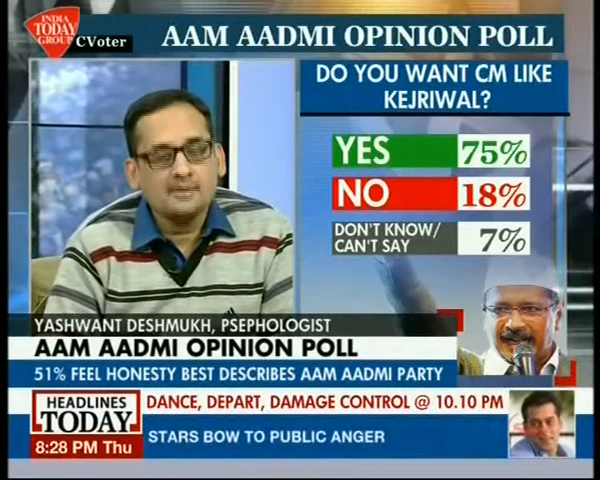 INDIA
TODAY
GROUP
CVoter
AAM AADMI OPINION POLL
DO YOU WANT CM LIKE
KEJRIWAL?
YES 75%
NO 18%
DON'T KNOW/
CAN'T SAY 7%
YASHWANT DESHMUKH, PSEPHOLOGIST
AAM AADMI OPINION POLL
51% FEEL HONESTY BEST DESCRIBES AAM AADMI PARTY
HEADLINES
TODAY
8:28 PM Thu
DANCE, DEPART, DAMAGE CONTROL @ 10.10 PM
STARS BOW TO PUBLIC ANGER